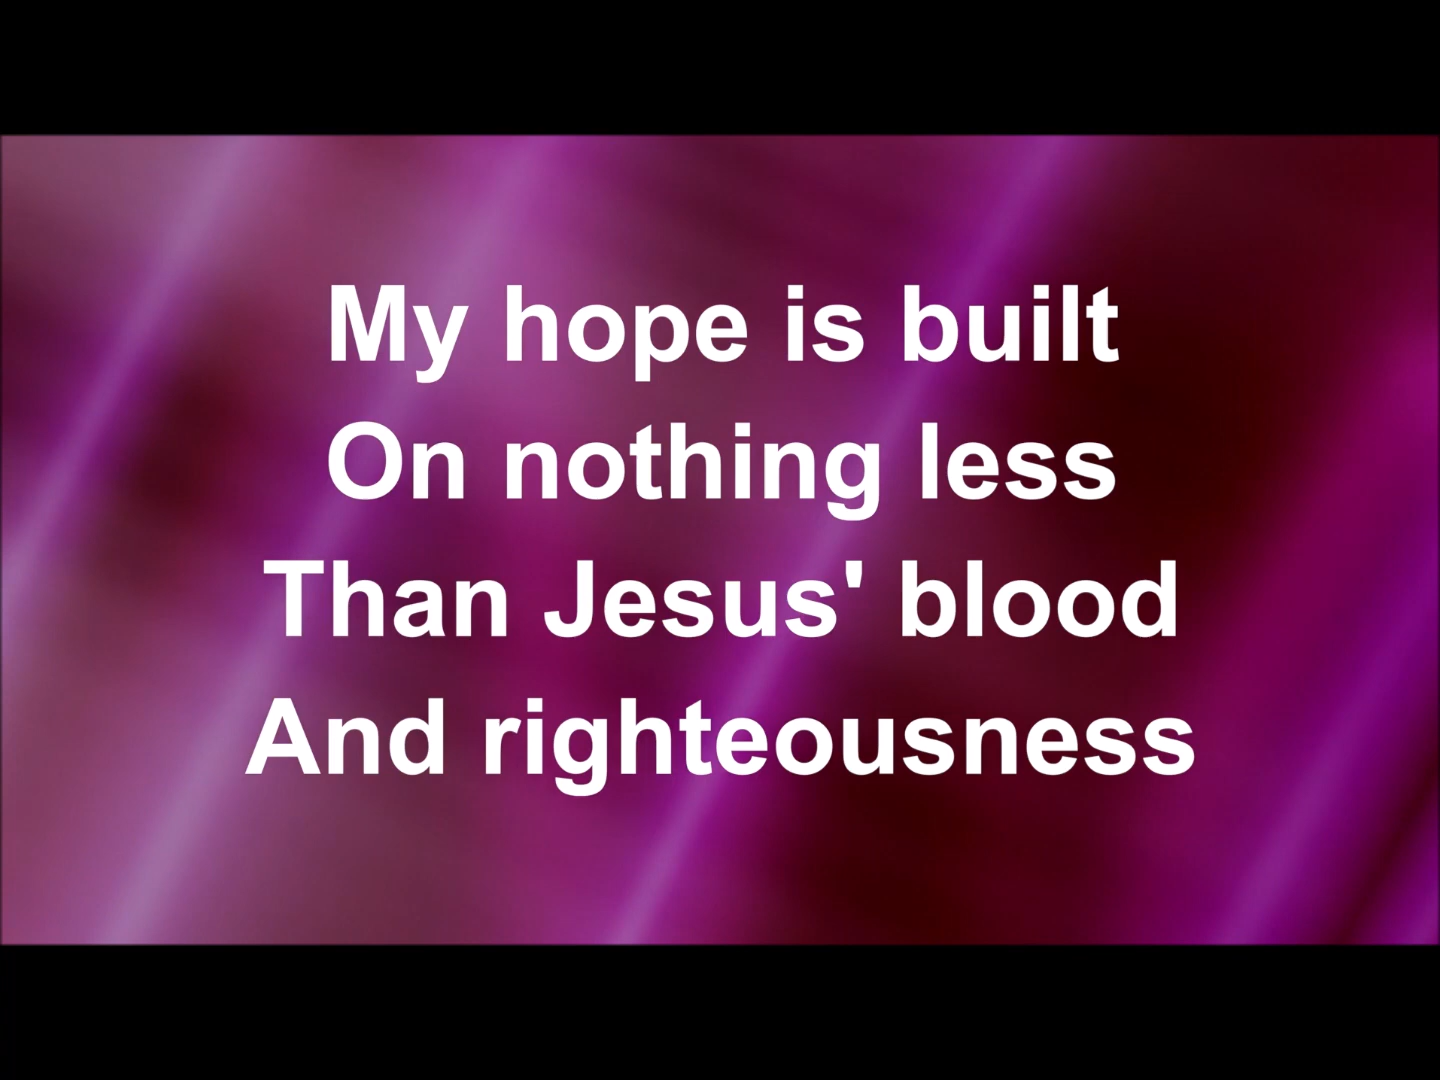 My hope is built
On nothing less
Than Jesus' blood
And righteousness